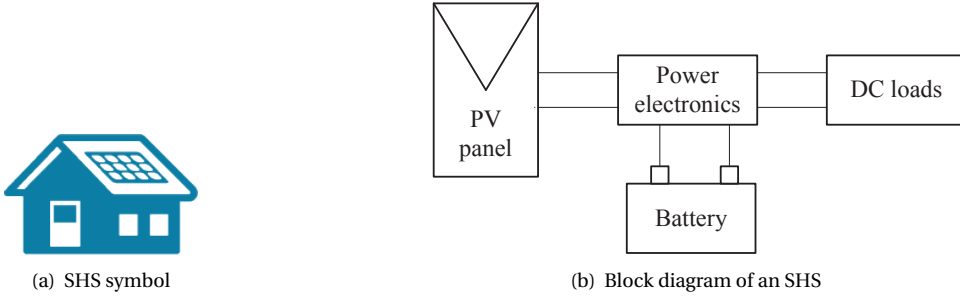 PV
panel
Power
electronics
DC loads
Battery
(a) SHS symbol
(b) Block diagram of an SHS